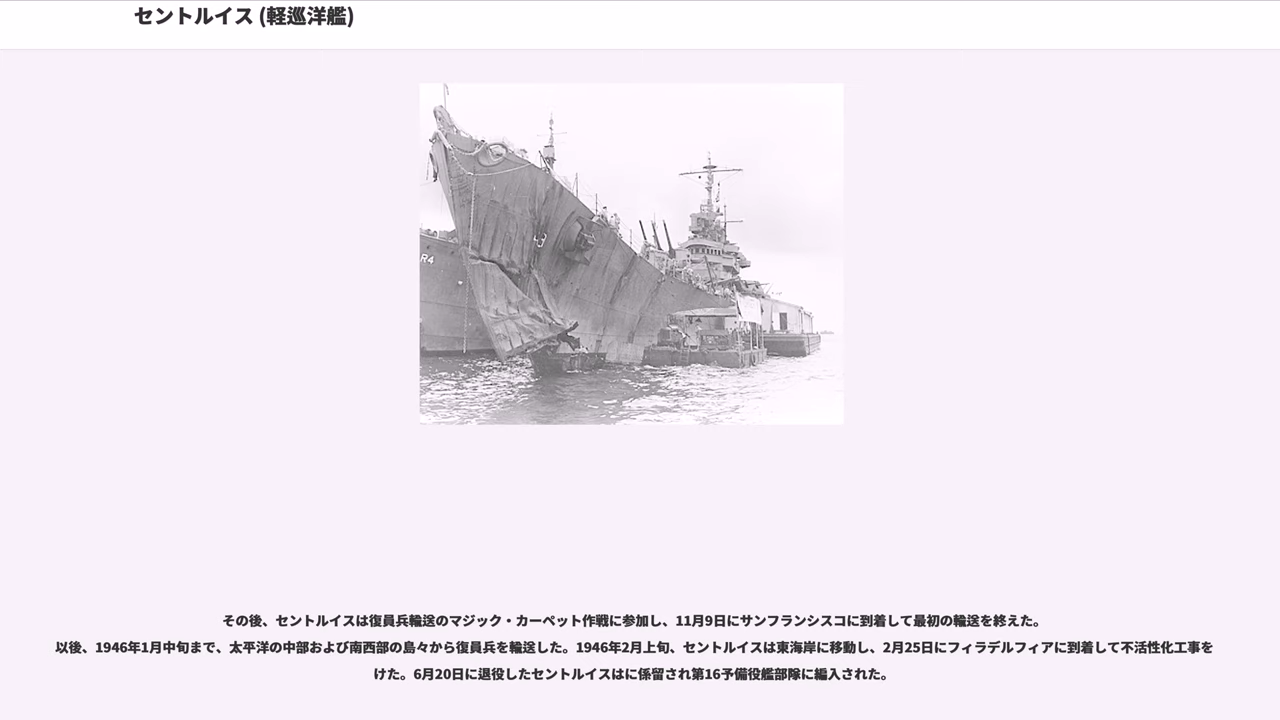 セントルイス (軽巡洋艦)
R4
その後、セントルイスは復員兵輸送のマジック・カーペット作戦に参加し、11月9日にサンフランシスコに到着して最初の輸送を終えた。
以後、1946年1月中旬まで、太平洋の中部および南西部の島々から復員兵を輸送した。1946年2月上旬、セントルイスは東海岸に移動し、2月25日にフィラデルフィアに到着して不活性化工事を
けた。6月20日に退役したセントルイスはに係留され第16予備役艦部隊に編入された。